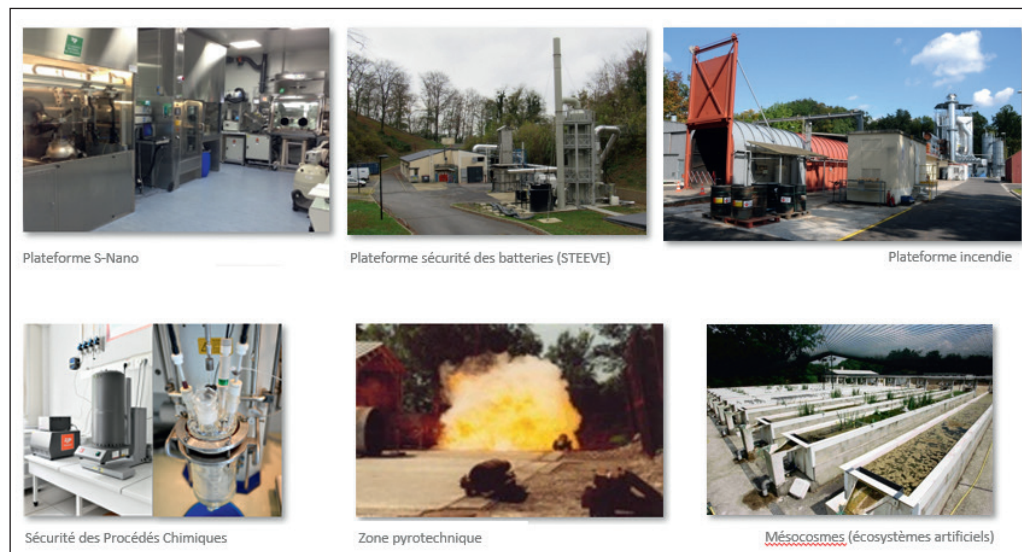 Plateforme S-Nano
Plateforme sécurité des batteries (STEEVE)
Plateforme incendie
Sécurité des Procédés Chimiques
Zone pyrotechnique
Mésocosmes (écosystèmes artificiels)